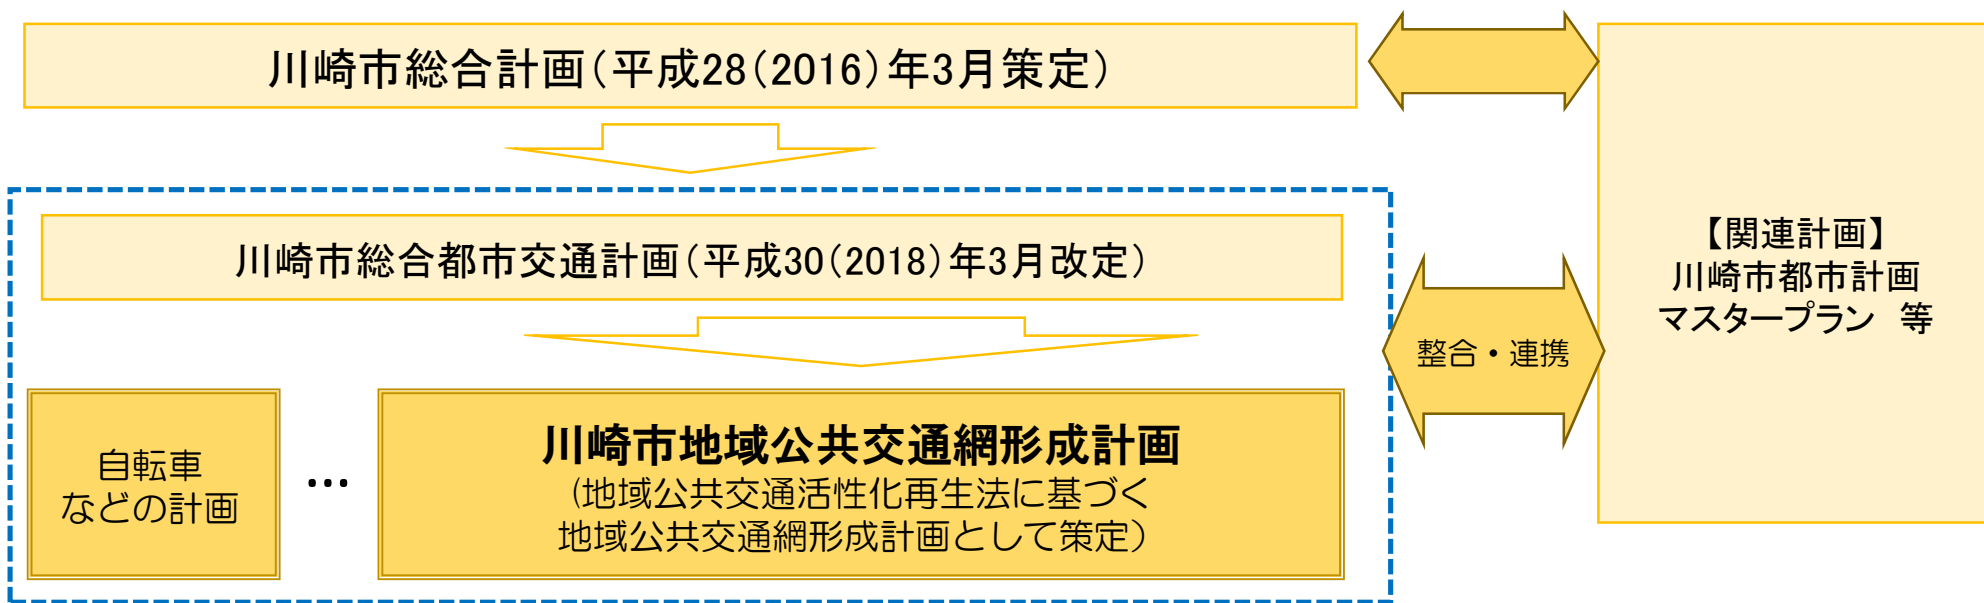 川崎市総合計画（平成28（2016）年3月策定）
川崎市総合都市交通計画（平成30（2018）年3月改定）
【関連計画】
川崎市都市計画
マスタープラン　等
整合・連携
自転車
などの計画
…
川崎市地域公共交通網形成計画
（地域公共交通活性化再生法に基づく
地域公共交通網形成計画として策定）